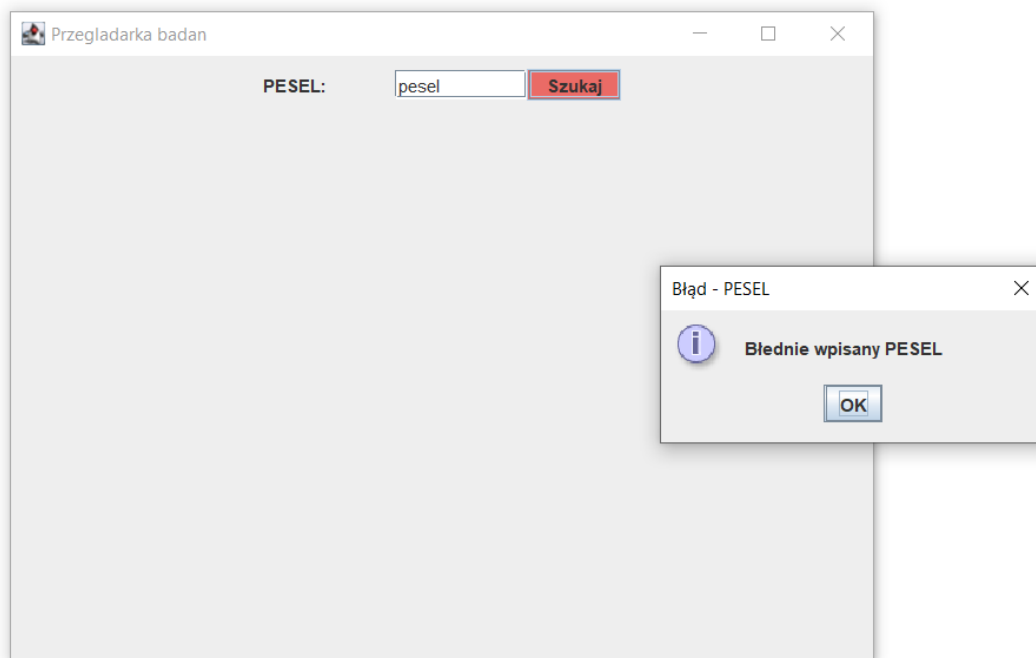 Przegladarka badan
PESEL: pesel Szukaj
Błąd - PESEL
Błednie wpisany PESEL
OK